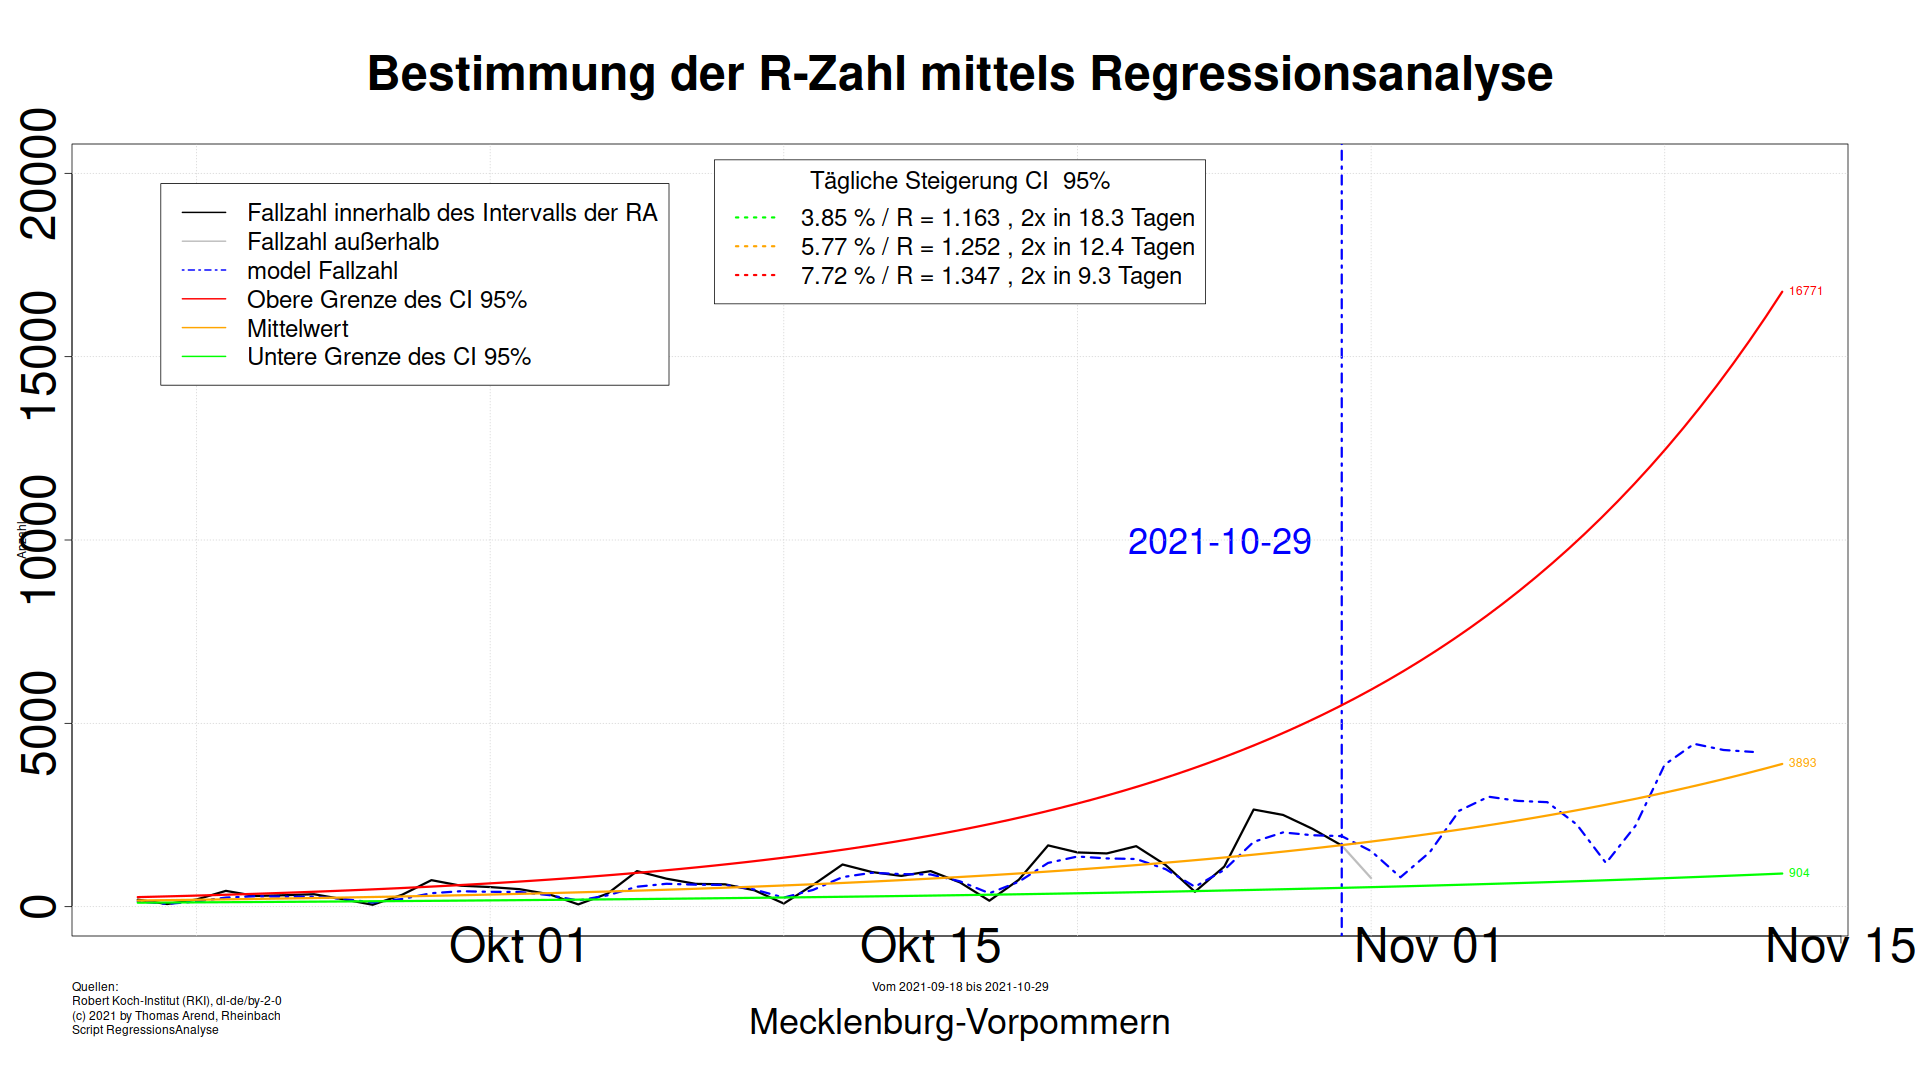 Bestimmung der R-Zahl mittels Regressionsanalyse
20000
15000
10000
5000
0
Anzahl
Fallzahl innerhalb des Intervalls der RA
Fallzahl außerhalb
model Fallzahl
Obere Grenze des CI 95%
Mittelwert
Untere Grenze des CI 95%
Tägliche Steigerung CI 95%
3.85 % / R = 1.163 , 2x in 18.3 Tagen
5.77 % / R = 1.252 , 2x in 12.4 Tagen
7.72 % / R = 1.347 , 2x in 9.3 Tagen
16771
2021-10-29
3893
904
Okt 01
Okt 15
Nov 01
Nov 15
Quellen:
Robert Koch-Institut (RKI), dl-de/by-2-0
(c) 2021 by Thomas Arend, Rheinbach
Script RegressionsAnalyse
Vom 2021-09-18 bis 2021-10-29
Mecklenburg-Vorpommern